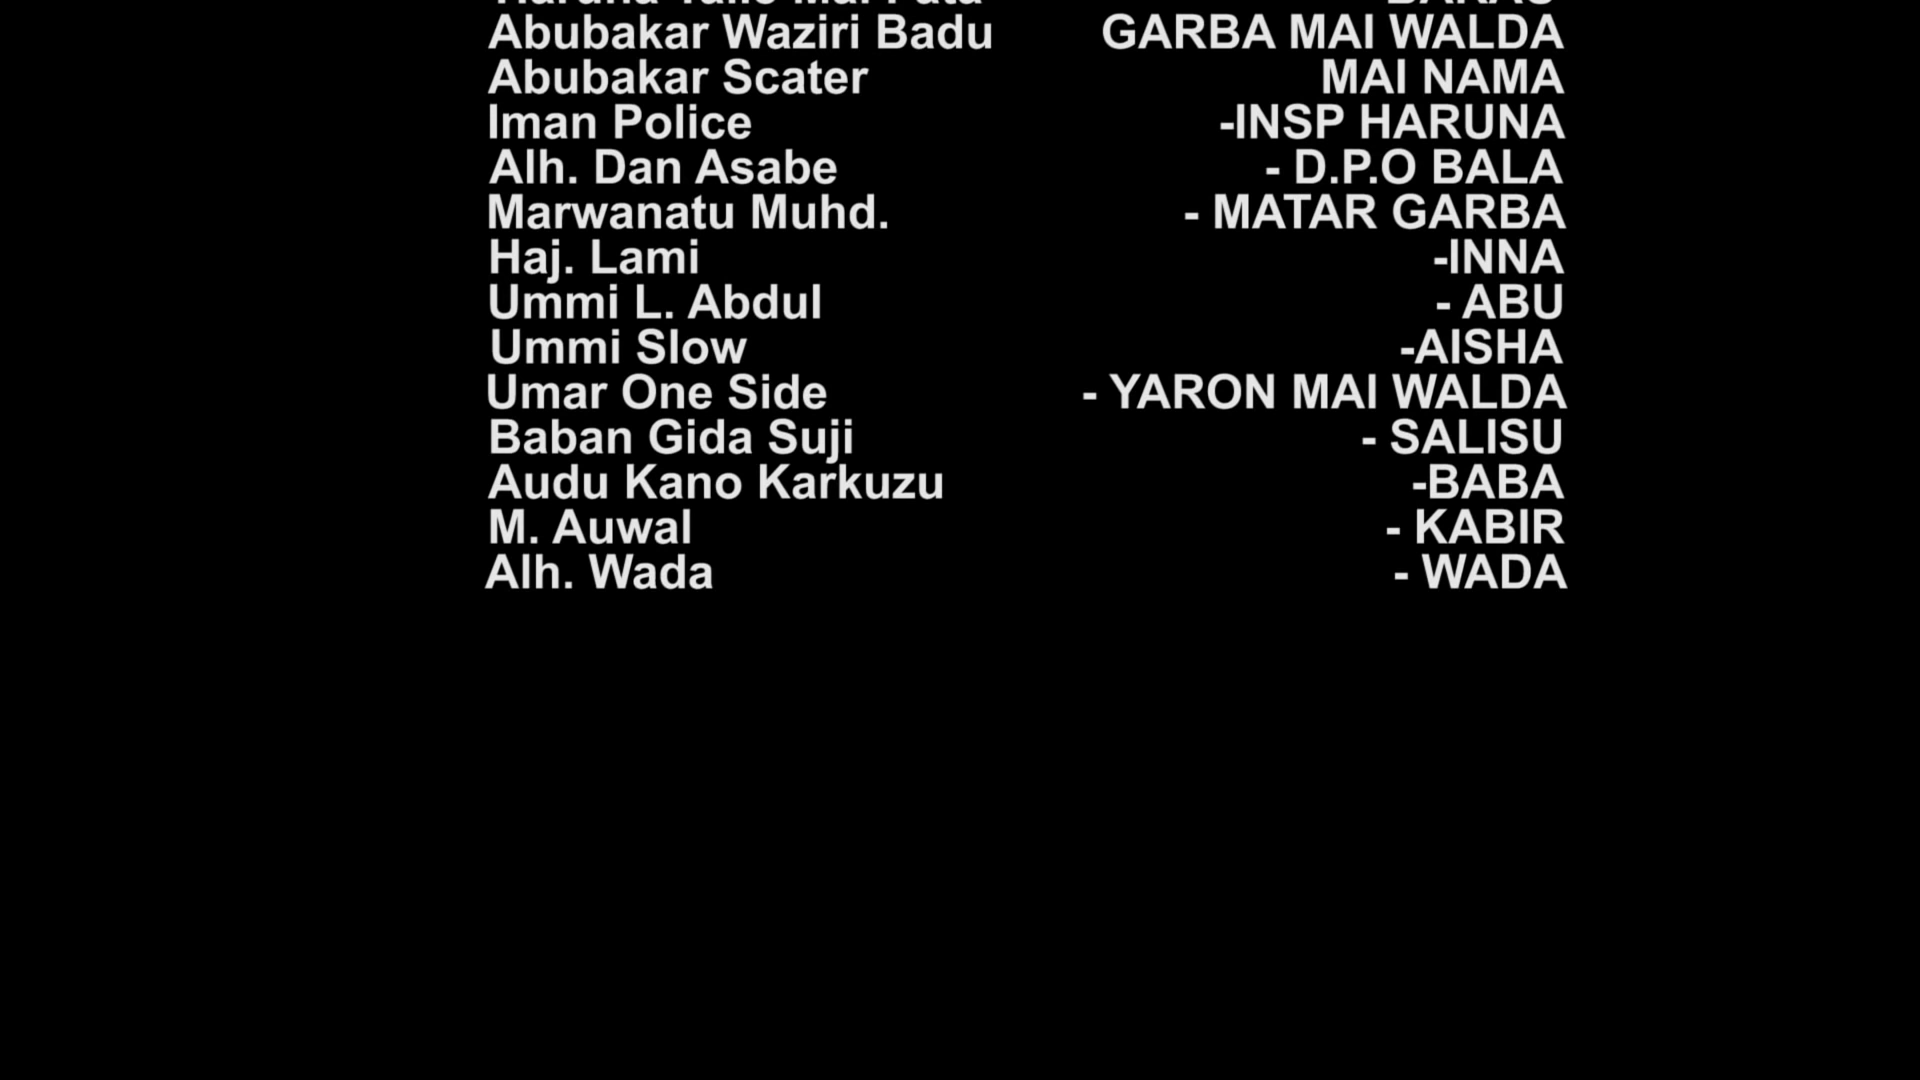 Abubakar Waziri Badu GARBA MAI WALDA
Abubakar Scater MAI NAMA
Iman Police -INSP HARUNA
Alh. Dan Asabe - D.P.O BALA
Marwanatu Muhd. - MATAR GARBA
Haj. Lami -INNA
Ummi L. Abdul - ABU
Ummi Slow -AISHA
Umar One Side - YARON MAI WALDA
Baban Gida Suji - SALISU
Audu Kano Karkuzu -BABA
M. Auwal - KABIR
Alh. Wada - WADA